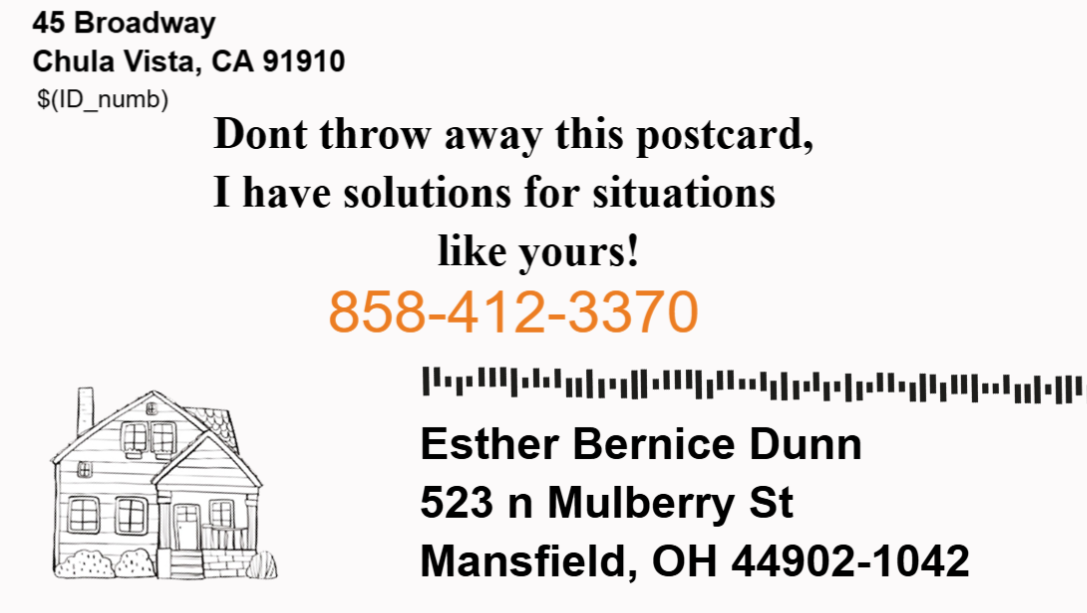 45 Broadway
Chula Vista, CA 91910
$(ID_numb)
Dont throw away this postcard,
I have solutions for situations
like yours!
858-412-3370
Esther Bernice Dunn
523 n Mulberry St
Mansfield, OH 44902-1042